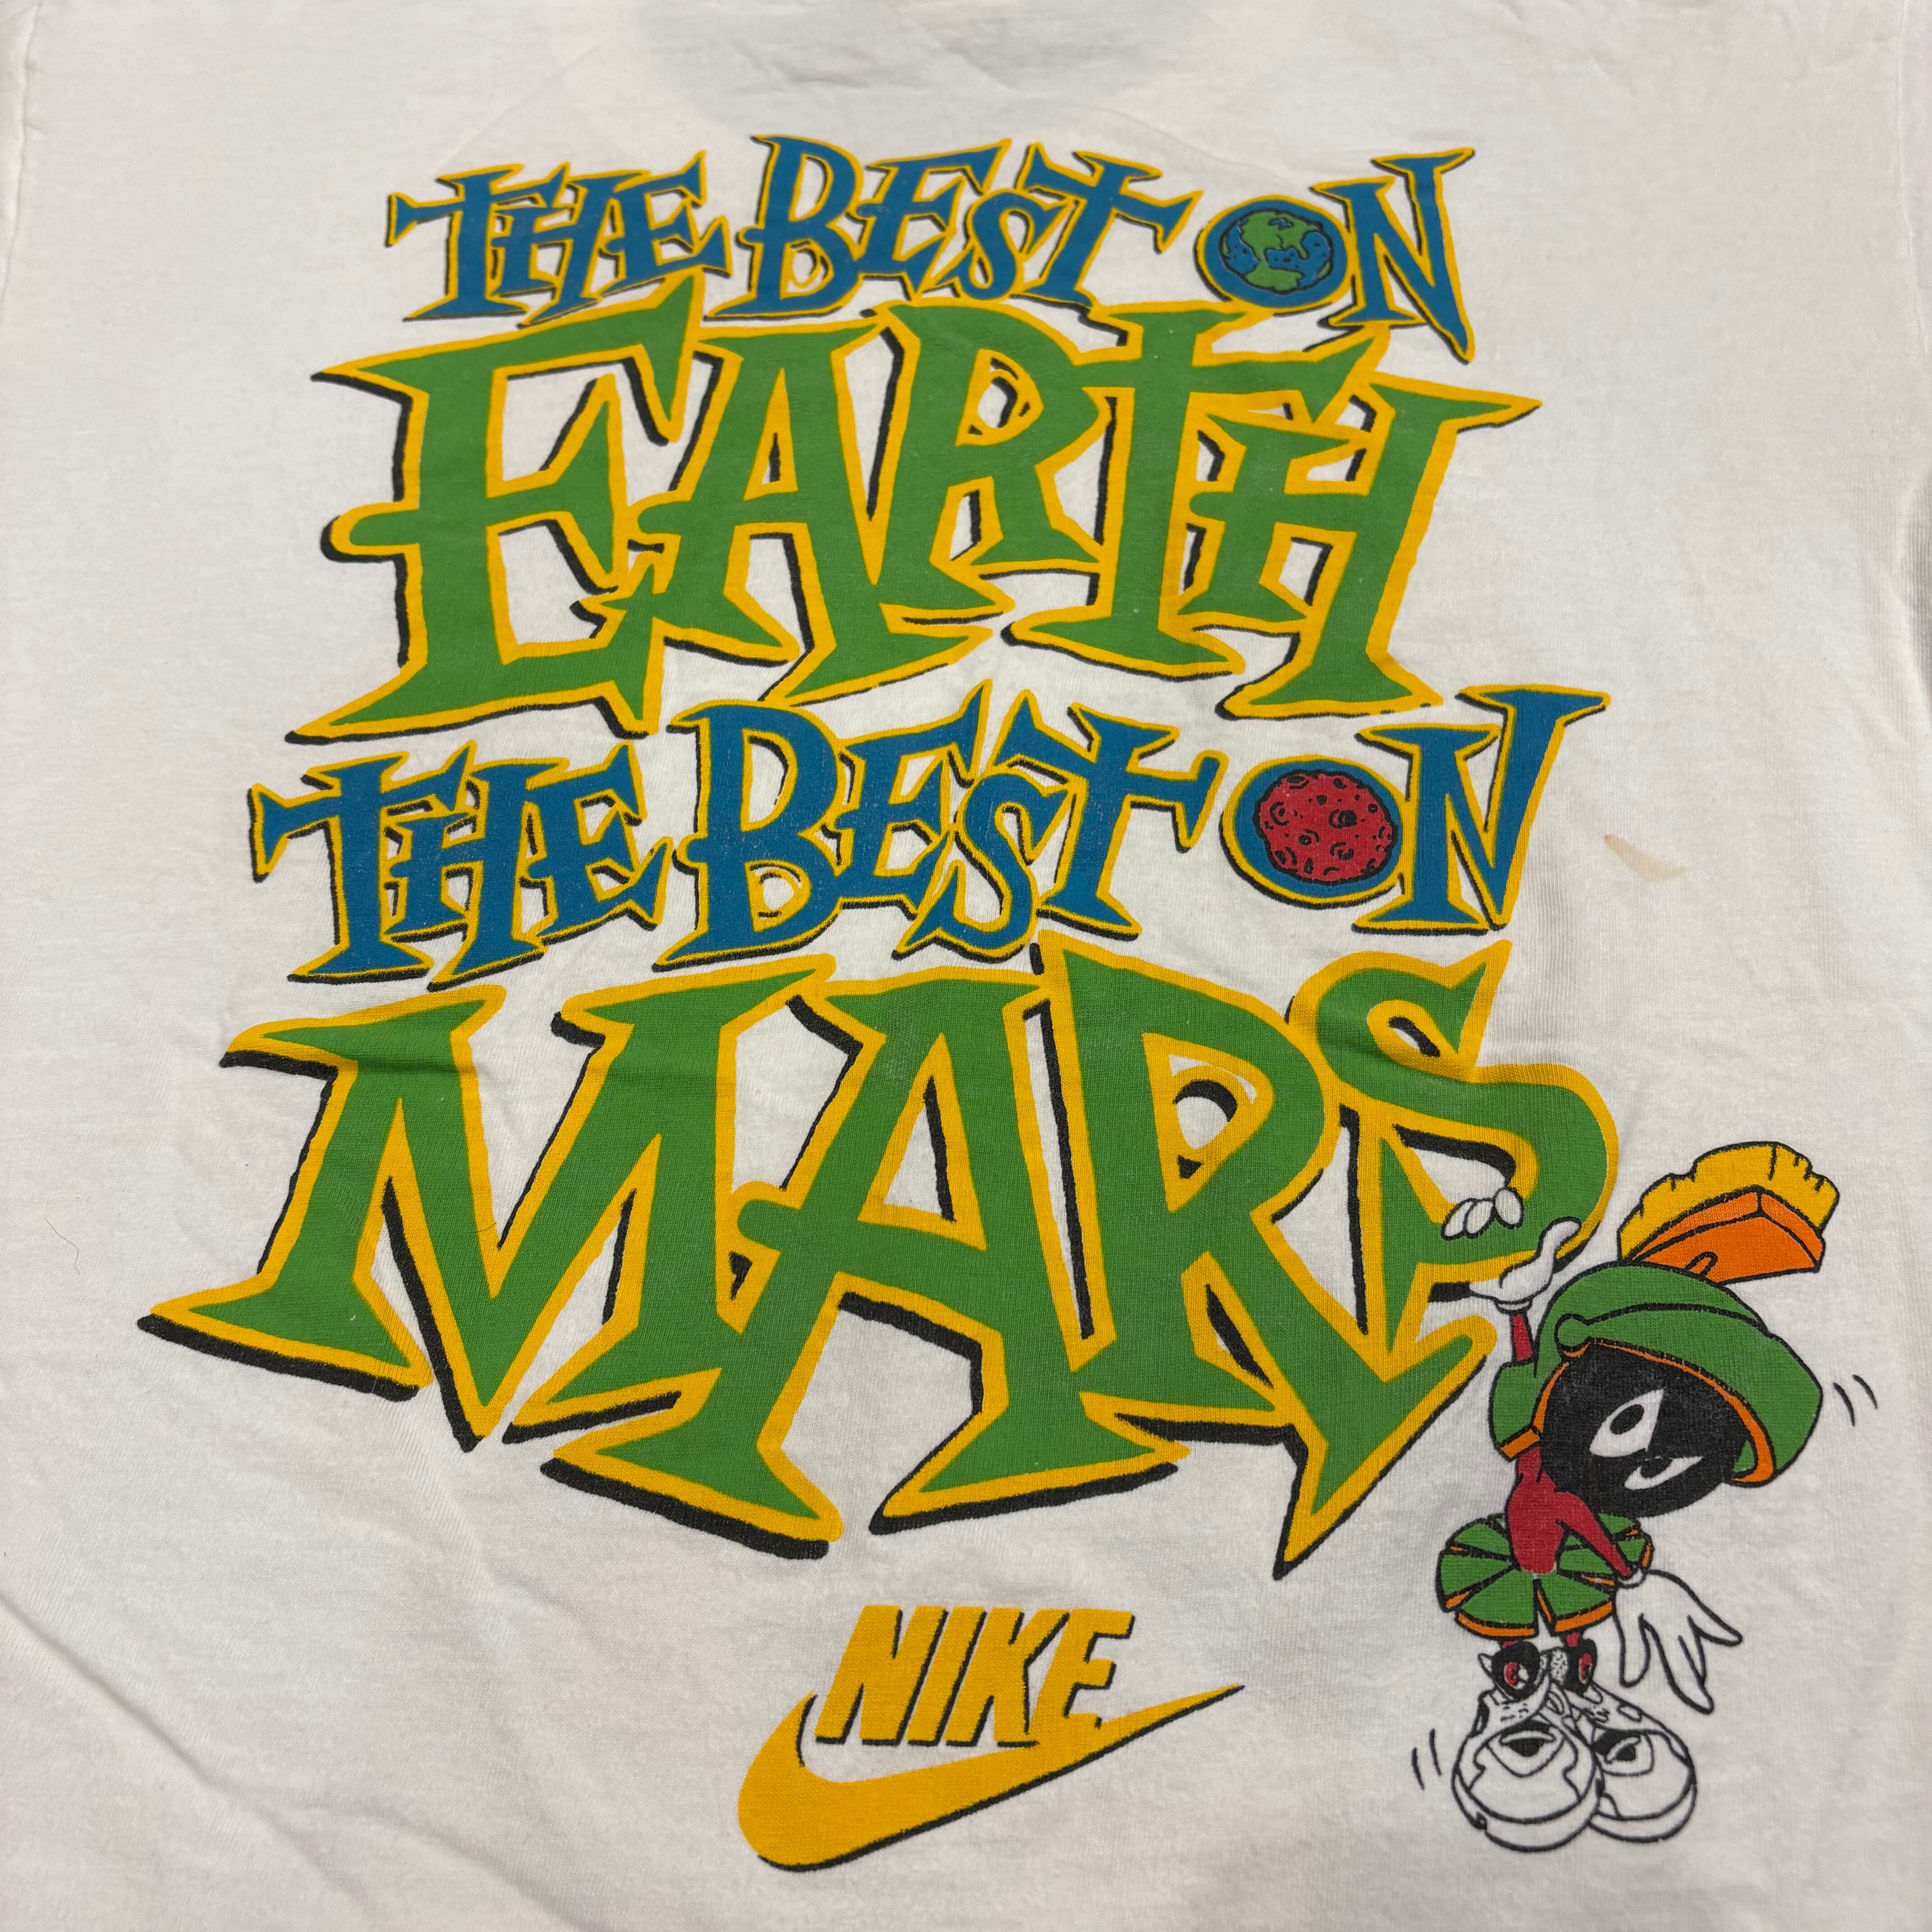 THE BEST ON
EARTH
THE BEST ON
MARS
NIKE